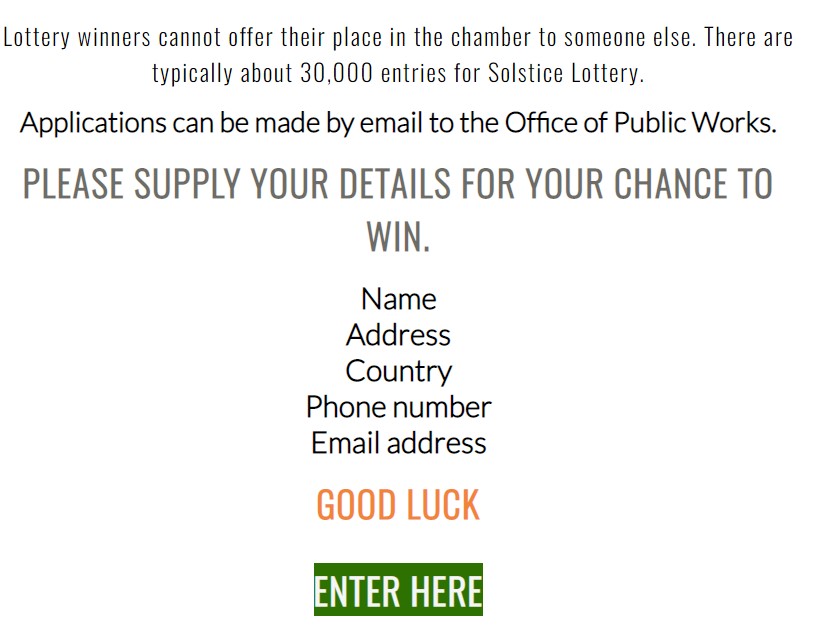 Lottery winners cannot offer their place in the chamber to someone else. There are
typically about 30,000 entries for Solstice Lottery.
Applications can be made by email to the Office of Public Works.
PLEASE SUPPLY YOUR DETAILS FOR YOUR CHANCE TO
WIN.
Name
Address
Country
Phone number
Email address
GOOD LUCK
ENTER HERE